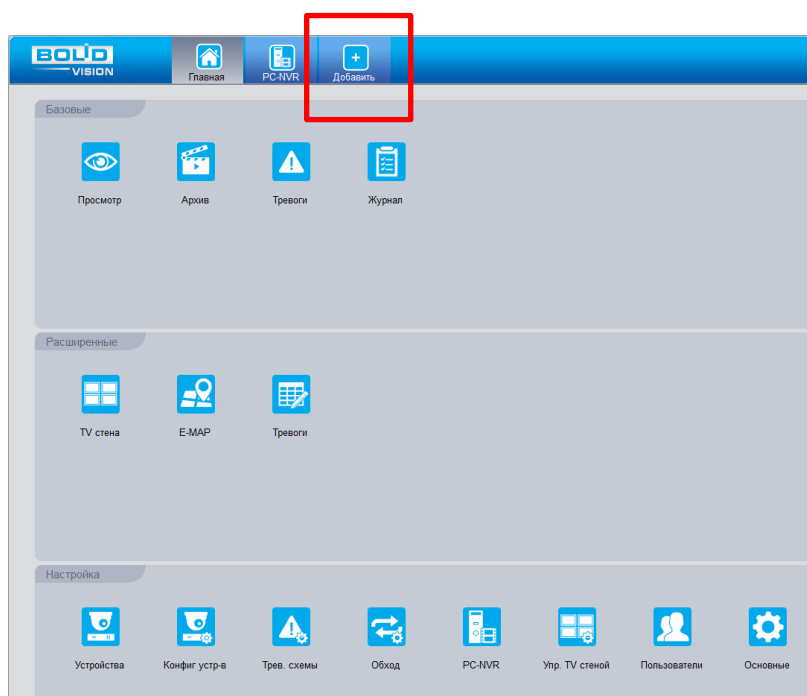 BOLID
VISION
Главная
PC-NVR
Добавить
Базовые
Просмотр
Архив
Тревоги
Журнал
Расширенные
TV стена
E-MAP
Тревоги
Настройка
Устройства
Конфиг устр-в
Трев. схемы
Обход
PC-NVR
Упр. TV стеной
Пользователи
Основные